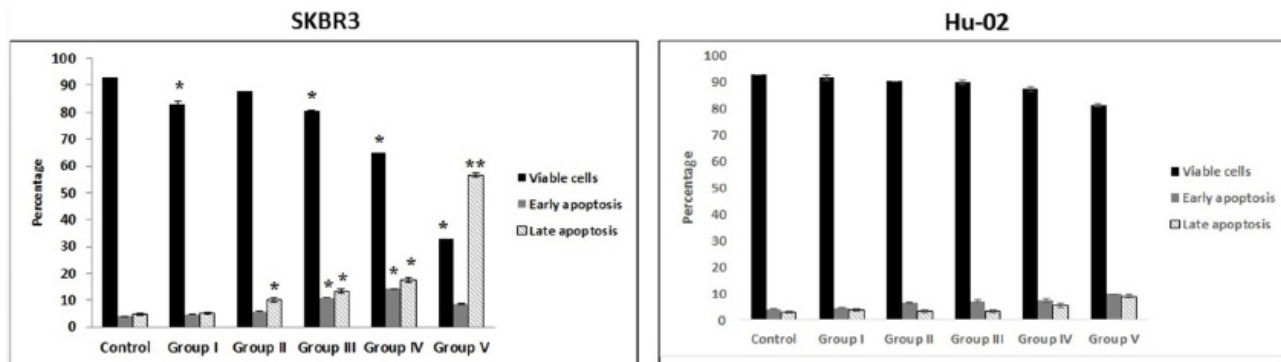 SKBR3
100
90
80
70
60
50
40
30
20
10
0
Percentage
*
*
*
*
**
*
*
*
*
*
*
Control Group I Group II Group III Group IV Group V
Viable cells
Early apoptosis
Late apoptosis
Hu-02
100
90
80
70
60
50
40
30
20
10
0
Percentage
Control Group I Group II Group III Group IV Group V
Viable cells
Early apoptosis
Late apoptosis